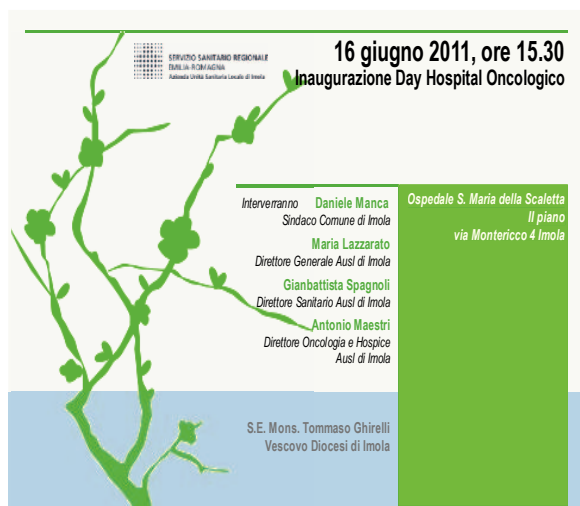 SERVIZIO SANITARIO REGIONALE
EMILIA-ROMAGNA
Azienda Unità Sanitaria Locale di Imola
16 giugno 2011, ore 15.30
Inaugurazione Day Hospital Oncologico
Interverranno Daniele Manca
Sindaco Comune di Imola
Maria Lazzarato
Direttore Generale Ausl di Imola
Gianbattista Spagnoli
Direttore Sanitario Ausl di Imola
Antonio Maestri
Direttore Oncologia e Hospice
Ausl di Imola
S.E. Mons. Tommaso Ghirelli
Vescovo Diocesi di Imola
Ospedale S. Maria della Scaletta
II piano
via Montericco 4 Imola